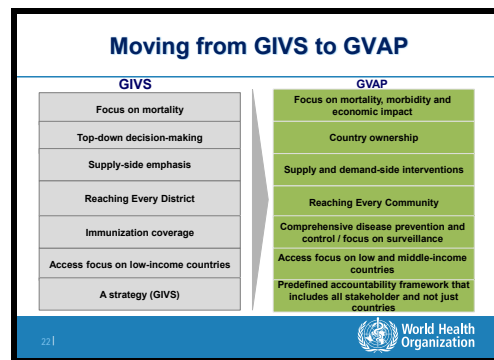 Moving from GIVS to GVAP
GIVS
GVAP
Focus on mortality
Focus on mortality, morbidity and
economic impact
Top-down decision-making
Country ownership
Supply-side emphasis
Supply and demand-side interventions
Reaching Every District
Reaching Every Community
Immunization coverage
Comprehensive disease prevention and
control / focus on surveillance
Access focus on low-income countries
Access focus on low and middle-income
countries
A strategy (GIVS)
Predefined accountability framework that
includes all stakeholder and not just
countries
22 |
World Health
Organization